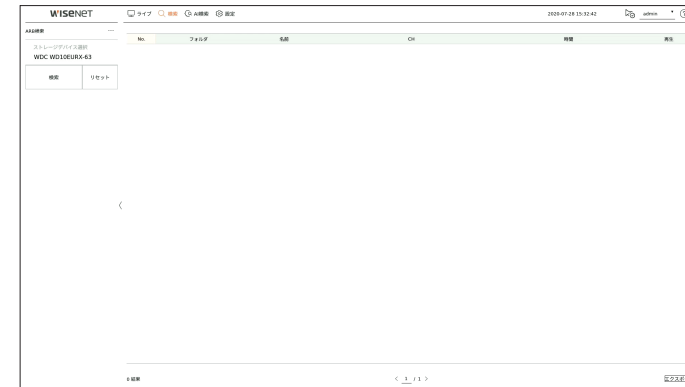 WISENET
ライブ 検索 AI検索 設定
2020-07-28 15:32:42
admin
ARB検索
ストレージデバイス選択
WDC WD10EURX-63
検索 リセット
No. フォルダ 名前 CH 時間 再生
0 結果
1 / 1
エクスポ